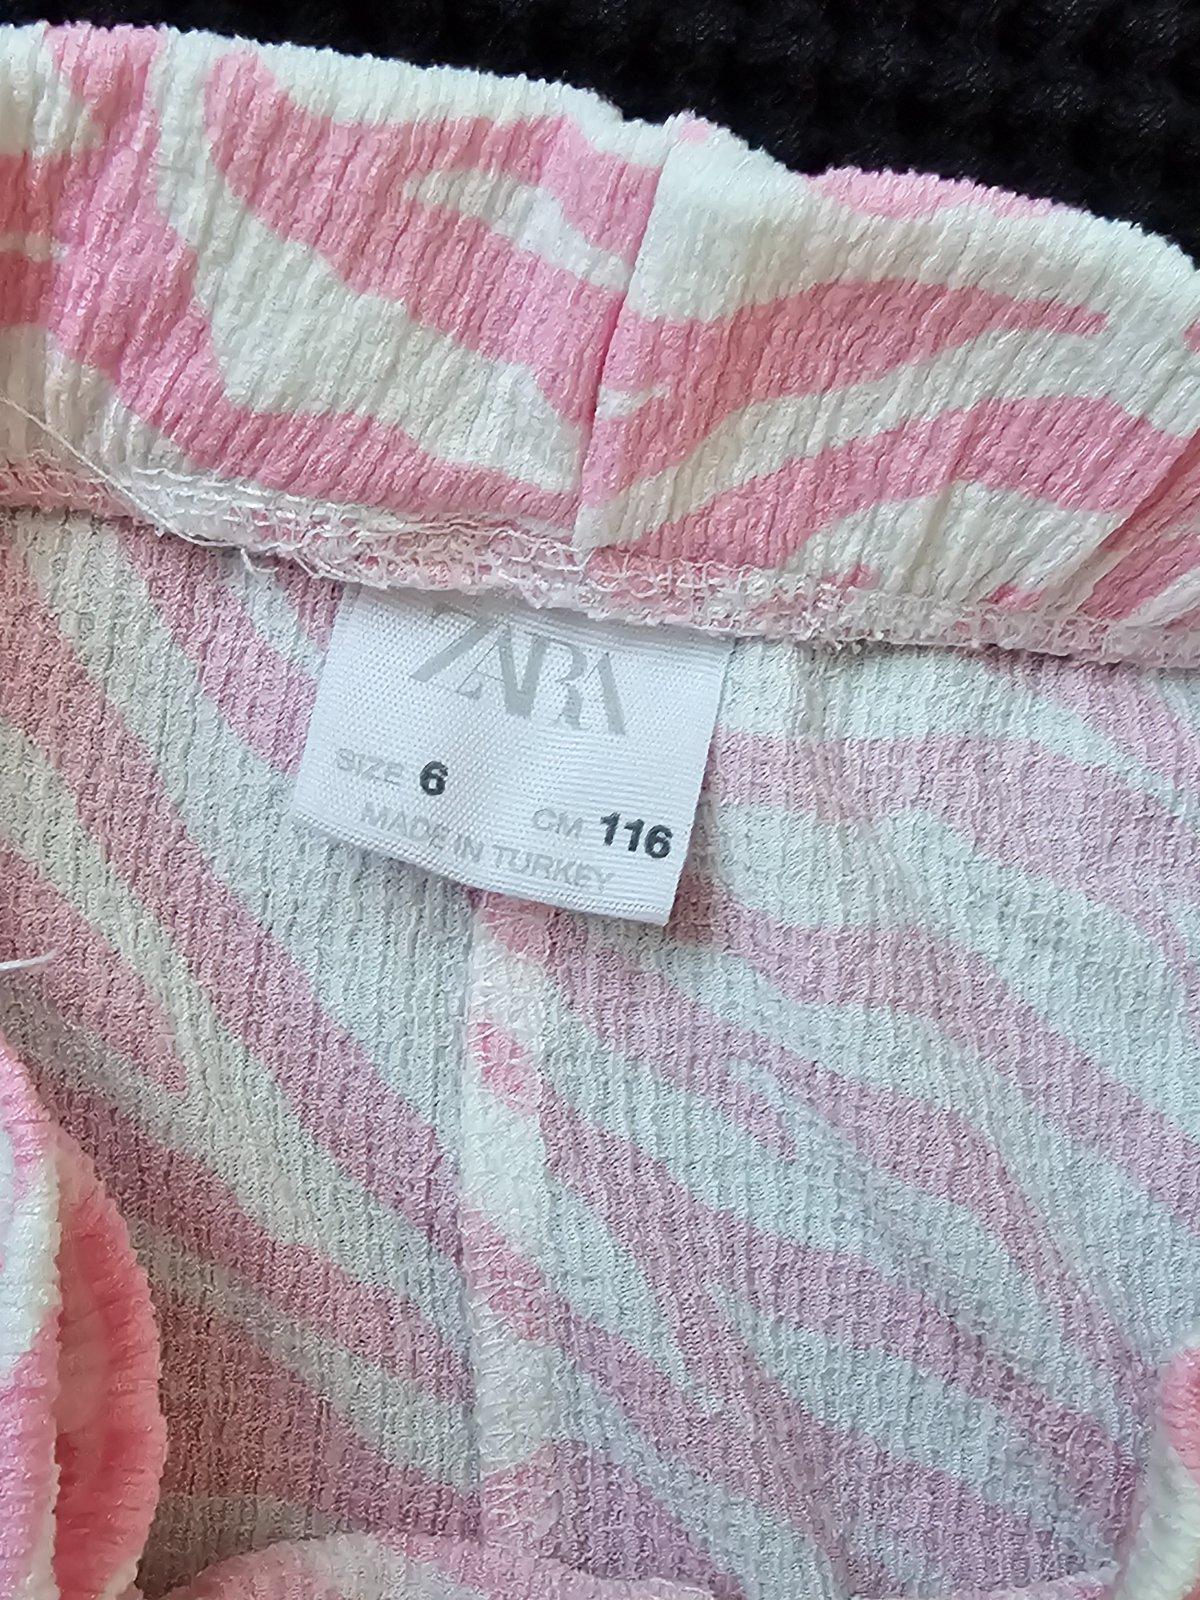 ZARA
SIZE 6
CM 116
MADE IN TURKEY